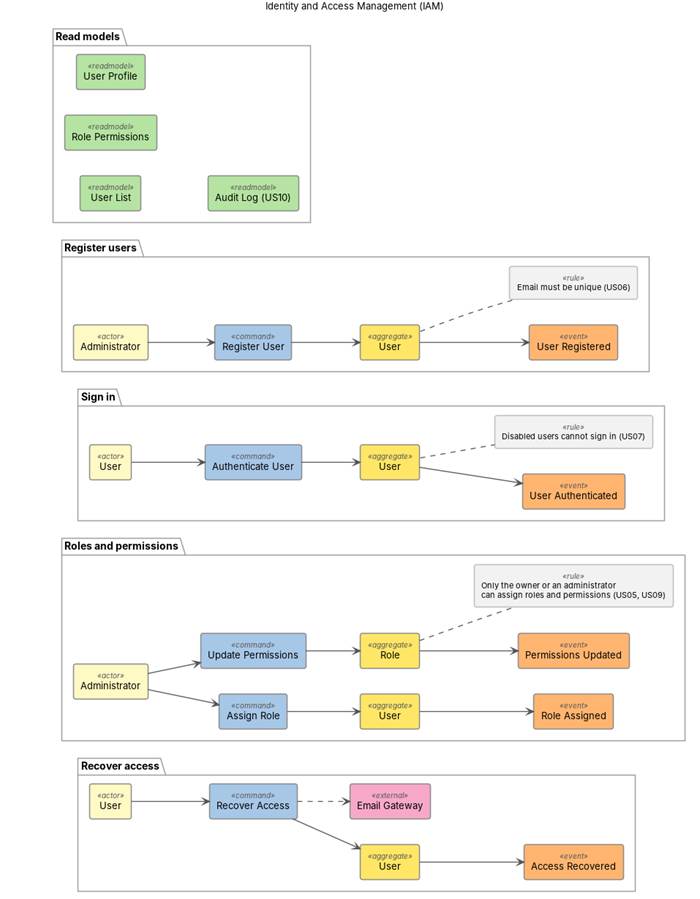 Identity and Access Management (IAM)
Read models
«readmodel»
User Profile
«readmodel»
Role Permissions
«readmodel»
User List
«readmodel»
Audit Log (US10)
Register users
«rule»
Email must be unique (US06)
«actor»
Administrator
«command»
Register User
«aggregate»
User
«event»
User Registered
Sign in
«rule»
Disabled users cannot sign in (US07)
«actor»
User
«command»
Authenticate User
«aggregate»
User
«event»
User Authenticated
Roles and permissions
«rule»
Only the owner or an administrator
can assign roles and permissions (US05, US09)
«command»
Update Permissions
«aggregate»
Role
«event»
Permissions Updated
«actor»
Administrator
«command»
Assign Role
«aggregate»
User
«event»
Role Assigned
Recover access
«actor»
User
«command»
Recover Access
«external»
Email Gateway
«aggregate»
User
«event»
Access Recovered